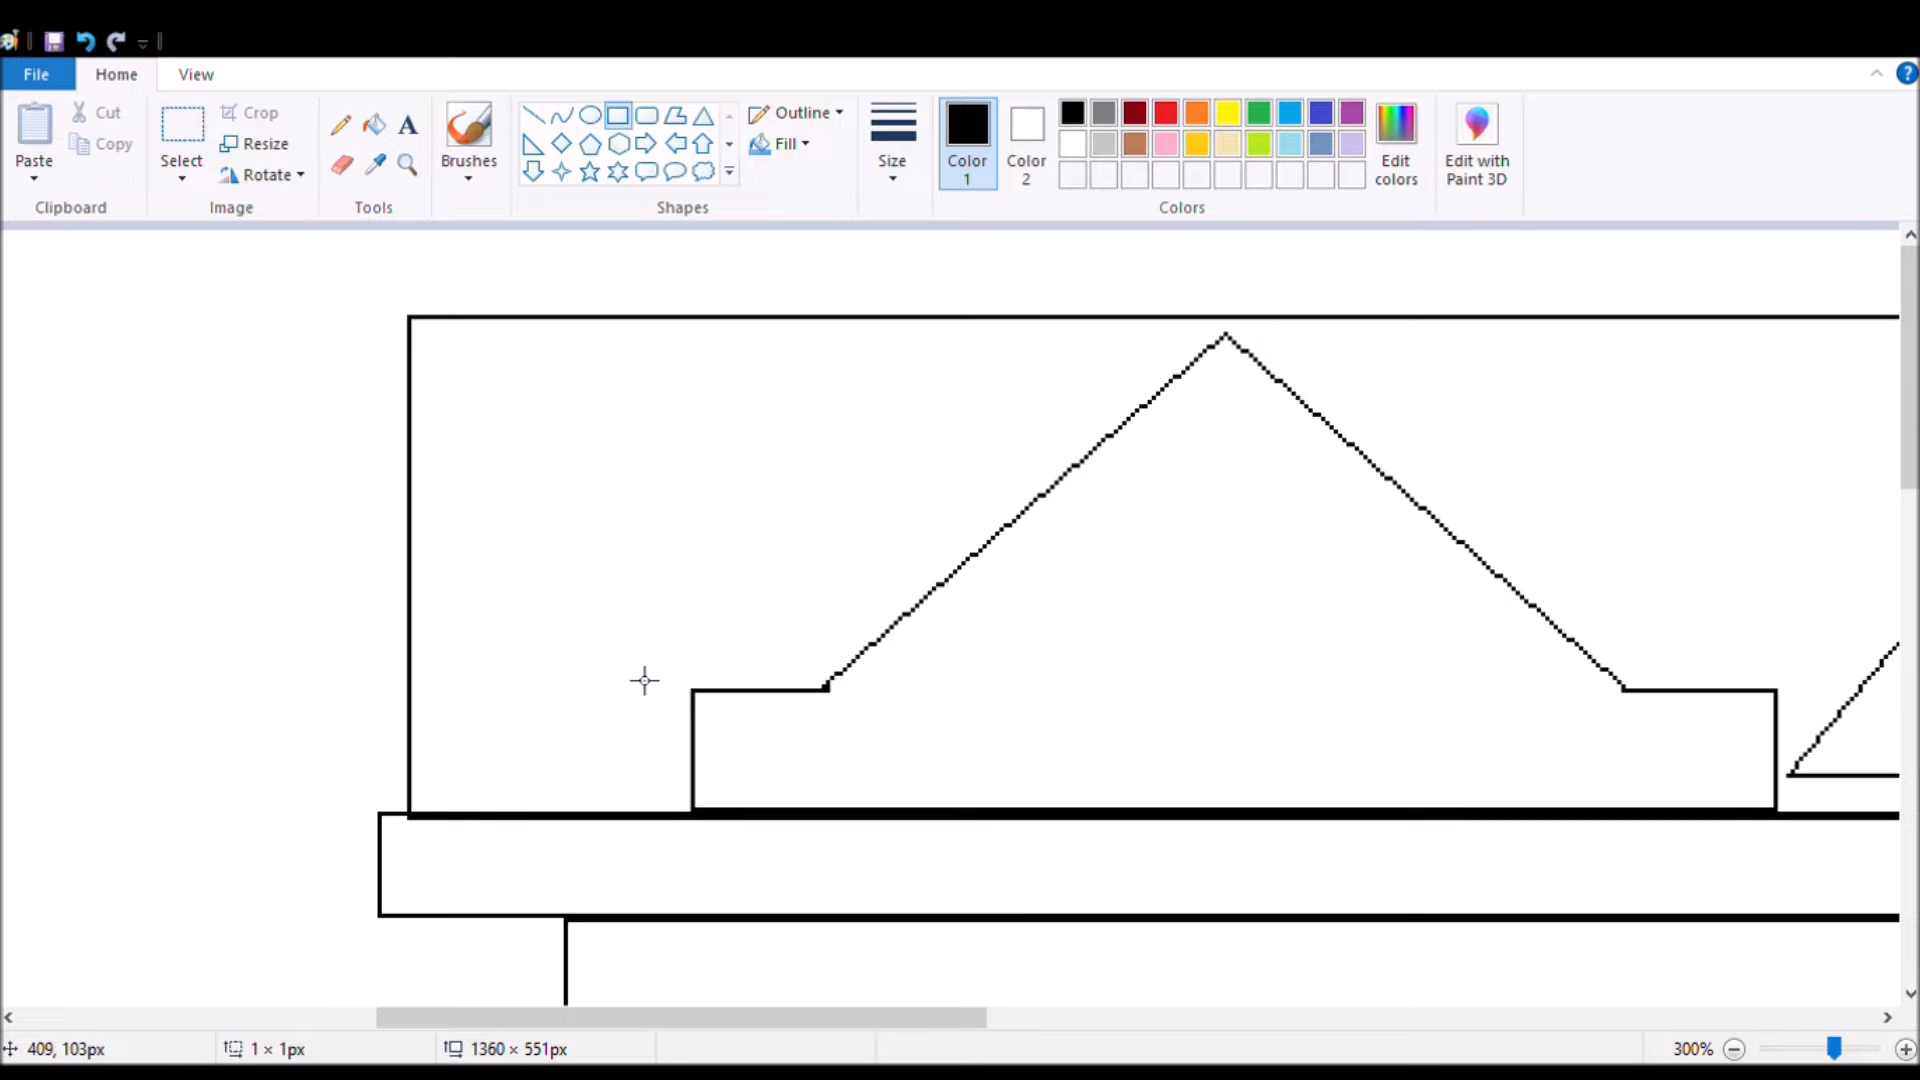 File Home View
Paste
Cut
Copy
Clipboard
Select
Crop
Resize
Rotate
Image
A
Tools
Brushes
Shapes
Outline
Fill
Size
Color 1
Color 2
Colors
Edit colors
Edit with Paint 3D
?
409, 103px 1 × 1px 1360 × 551px 300%